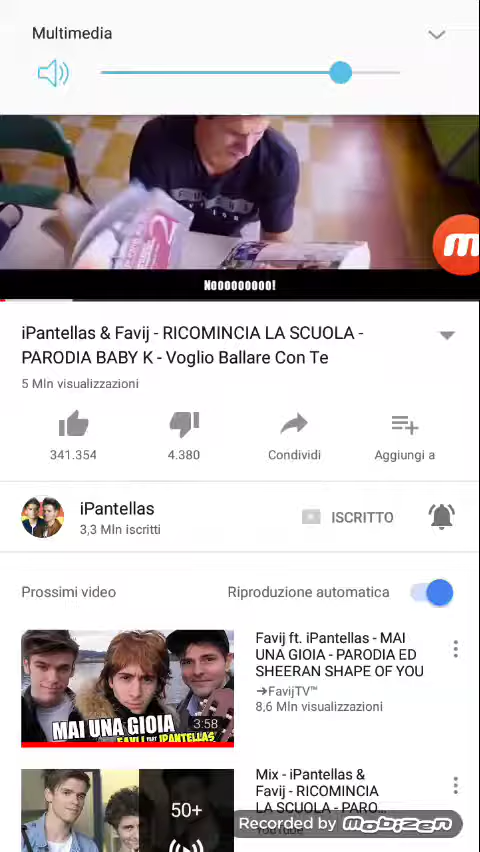 Multimedia
Nooooooooo!
iPantellas & Favij - RICOMINCIA LA SCUOLA -
PARODIA BABY K - Voglio Ballare Con Te
5 Mln visualizzazioni
341.354
4.380
Condividi
Aggiungi a
iPantellas
3,3 Mln iscritti
ISCRITTO
Prossimi video
Riproduzione automatica
MAI UNA GIOIA
3:58
Favij ft. iPantellas - MAI
UNA GIOIA - PARODIA ED
SHEERAN SHAPE OF YOU
➔FavijTV™
8,6 Mln visualizzazioni
50+
Mix - iPantellas &
Favij - RICOMINCIA
LA SCUOLA - PARO...
YouTube
Recorded by mobizen